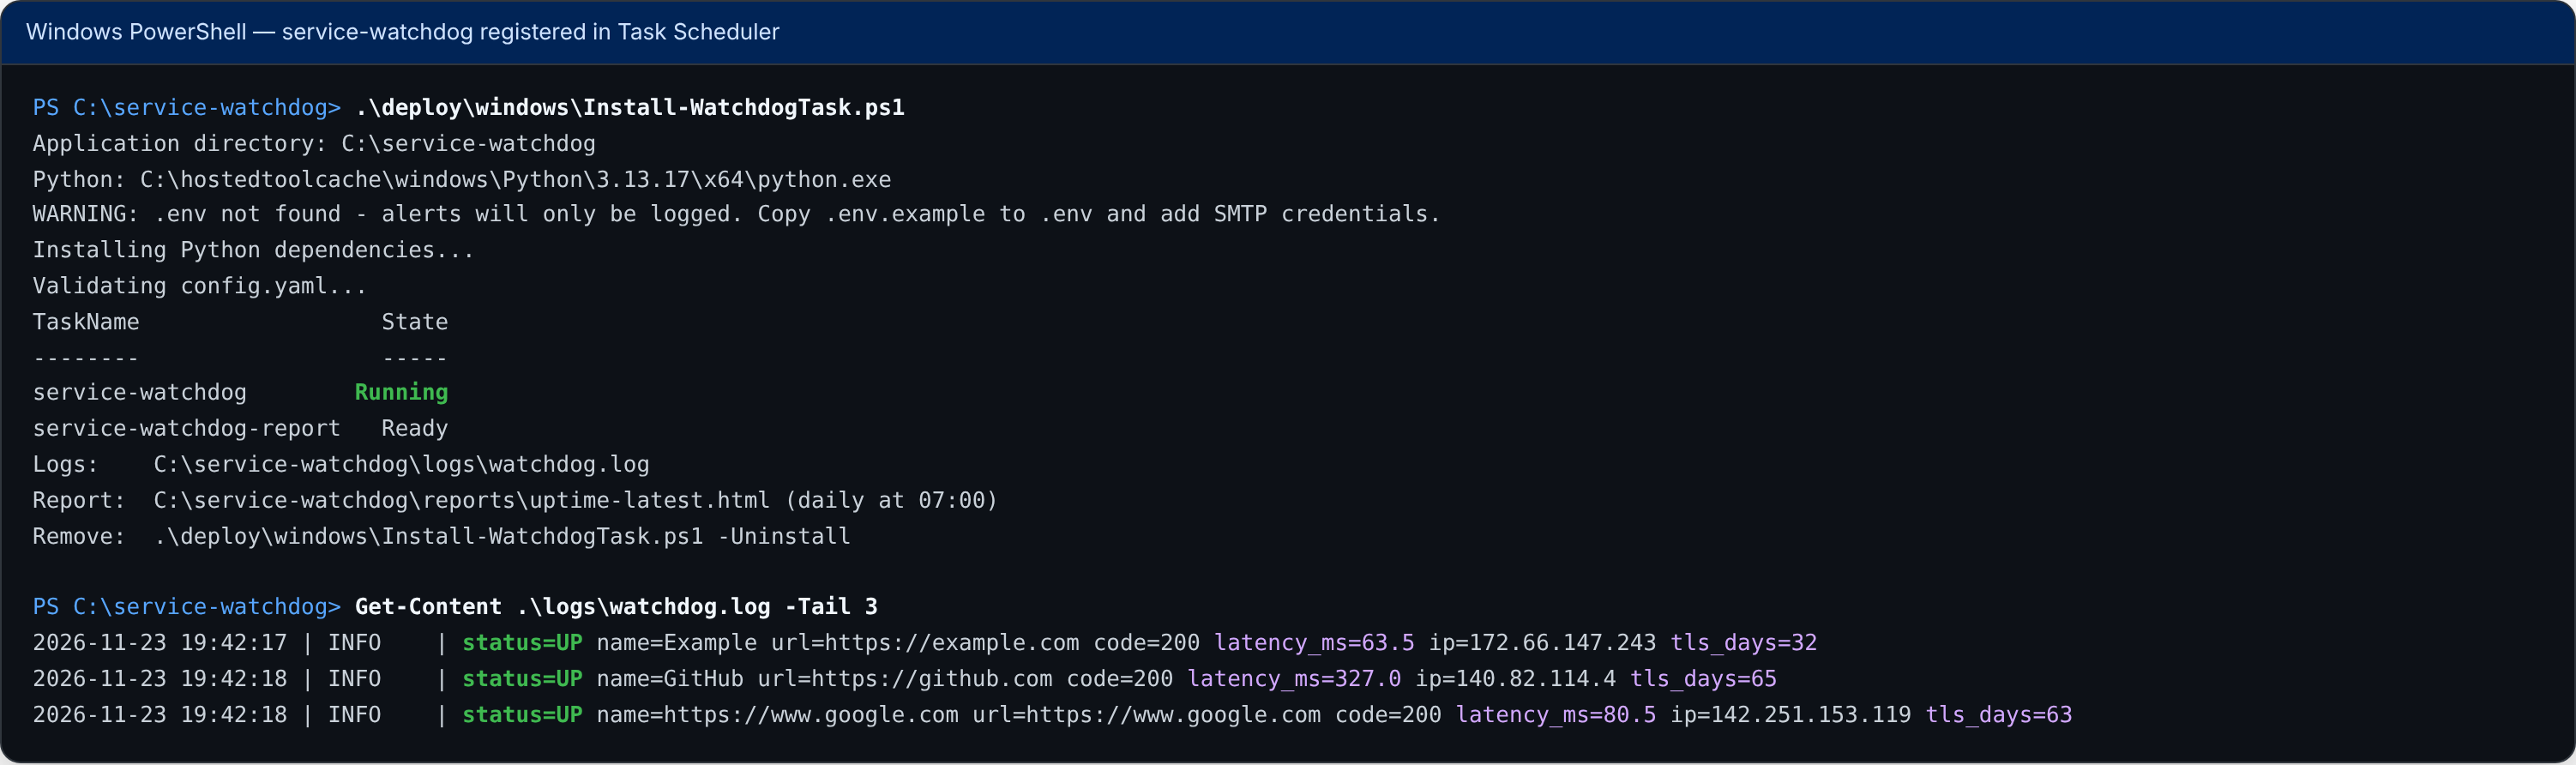 Windows PowerShell — service-watchdog registered in Task Scheduler
PS C:\service-watchdog> .\deploy\windows\Install-WatchdogTask.ps1
Application directory: C:\service-watchdog
Python: C:\hostedtoolcache\windows\Python\3.13.17\x64\python.exe
WARNING: .env not found - alerts will only be logged. Copy .env.example to .env and add SMTP credentials.
Installing Python dependencies...
Validating config.yaml...
TaskName                  State
--------                  -----
service-watchdog        Running
service-watchdog-report   Ready
Logs:    C:\service-watchdog\logs\watchdog.log
Report:  C:\service-watchdog\reports\uptime-latest.html (daily at 07:00)
Remove:  .\deploy\windows\Install-WatchdogTask.ps1 -Uninstall
PS C:\service-watchdog> Get-Content .\logs\watchdog.log -Tail 3
2026-11-23 19:42:17 | INFO    | status=UP name=Example url=https://example.com code=200 latency_ms=63.5 ip=172.66.147.243 tls_days=32
2026-11-23 19:42:18 | INFO    | status=UP name=GitHub url=https://github.com code=200 latency_ms=327.0 ip=140.82.114.4 tls_days=65
2026-11-23 19:42:18 | INFO    | status=UP name=https://www.google.com url=https://www.google.com code=200 latency_ms=80.5 ip=142.251.153.119 tls_days=63